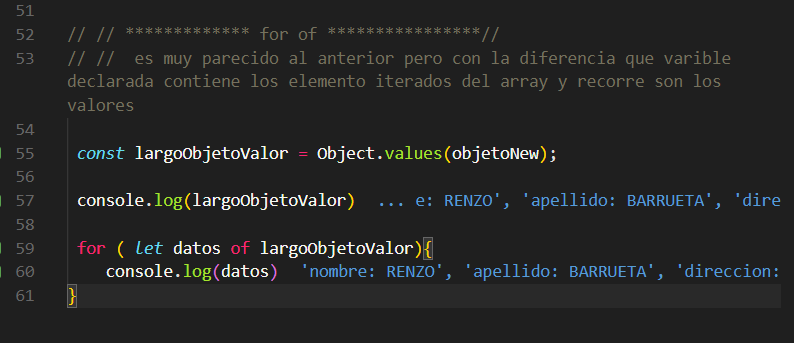 51
52 // // ************* for of ****************//
53 // //  es muy parecido al anterior pero con la diferencia que varible
declarada contiene los elemento iterados del array y recorre son los
valores
54
55 const largoObjetoValor = Object.values(objetoNew);
56
57 console.log(largoObjetoValor)  ... e: RENZO', 'apellido: BARRUETA', 'dire
58
59 for ( let datos of largoObjetoValor){
60    console.log(datos)  'nombre: RENZO', 'apellido: BARRUETA', 'direccion:
61 }